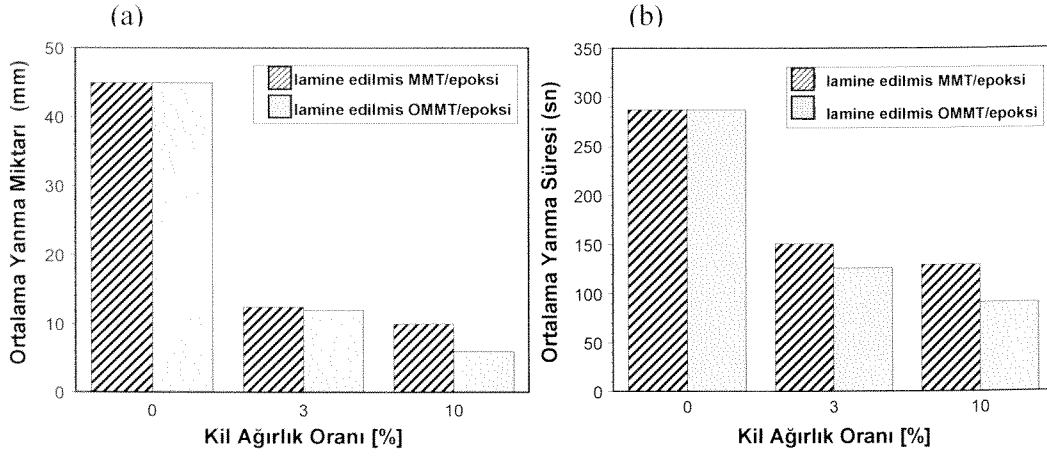 (a)
Ortalama Yanma Miktarı (mm)
50
40
30
20
10
0
lamine edilmis MMT/epoksi
lamine edilmis OMMT/epoksi
0 3 10
Kil Ağırlık Oranı [%]
(b)
Ortalama Yanma Süresi (sn)
350
300
250
200
150
100
50
0
lamine edilmis MMT/epoksi
lamine edilmis OMMT/epoksi
0 3 10
Kil Ağırlık Oranı [%]